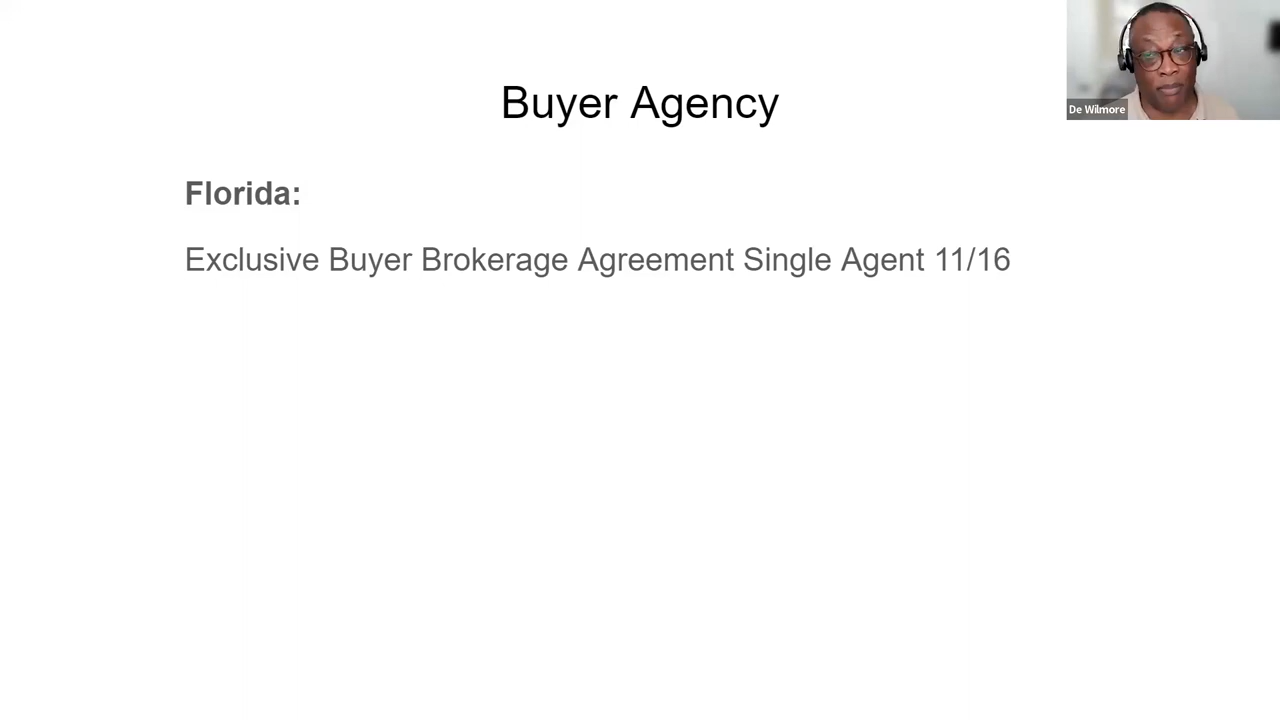 Buyer Agency
De Wilmore
Florida:
Exclusive Buyer Brokerage Agreement Single Agent 11/16